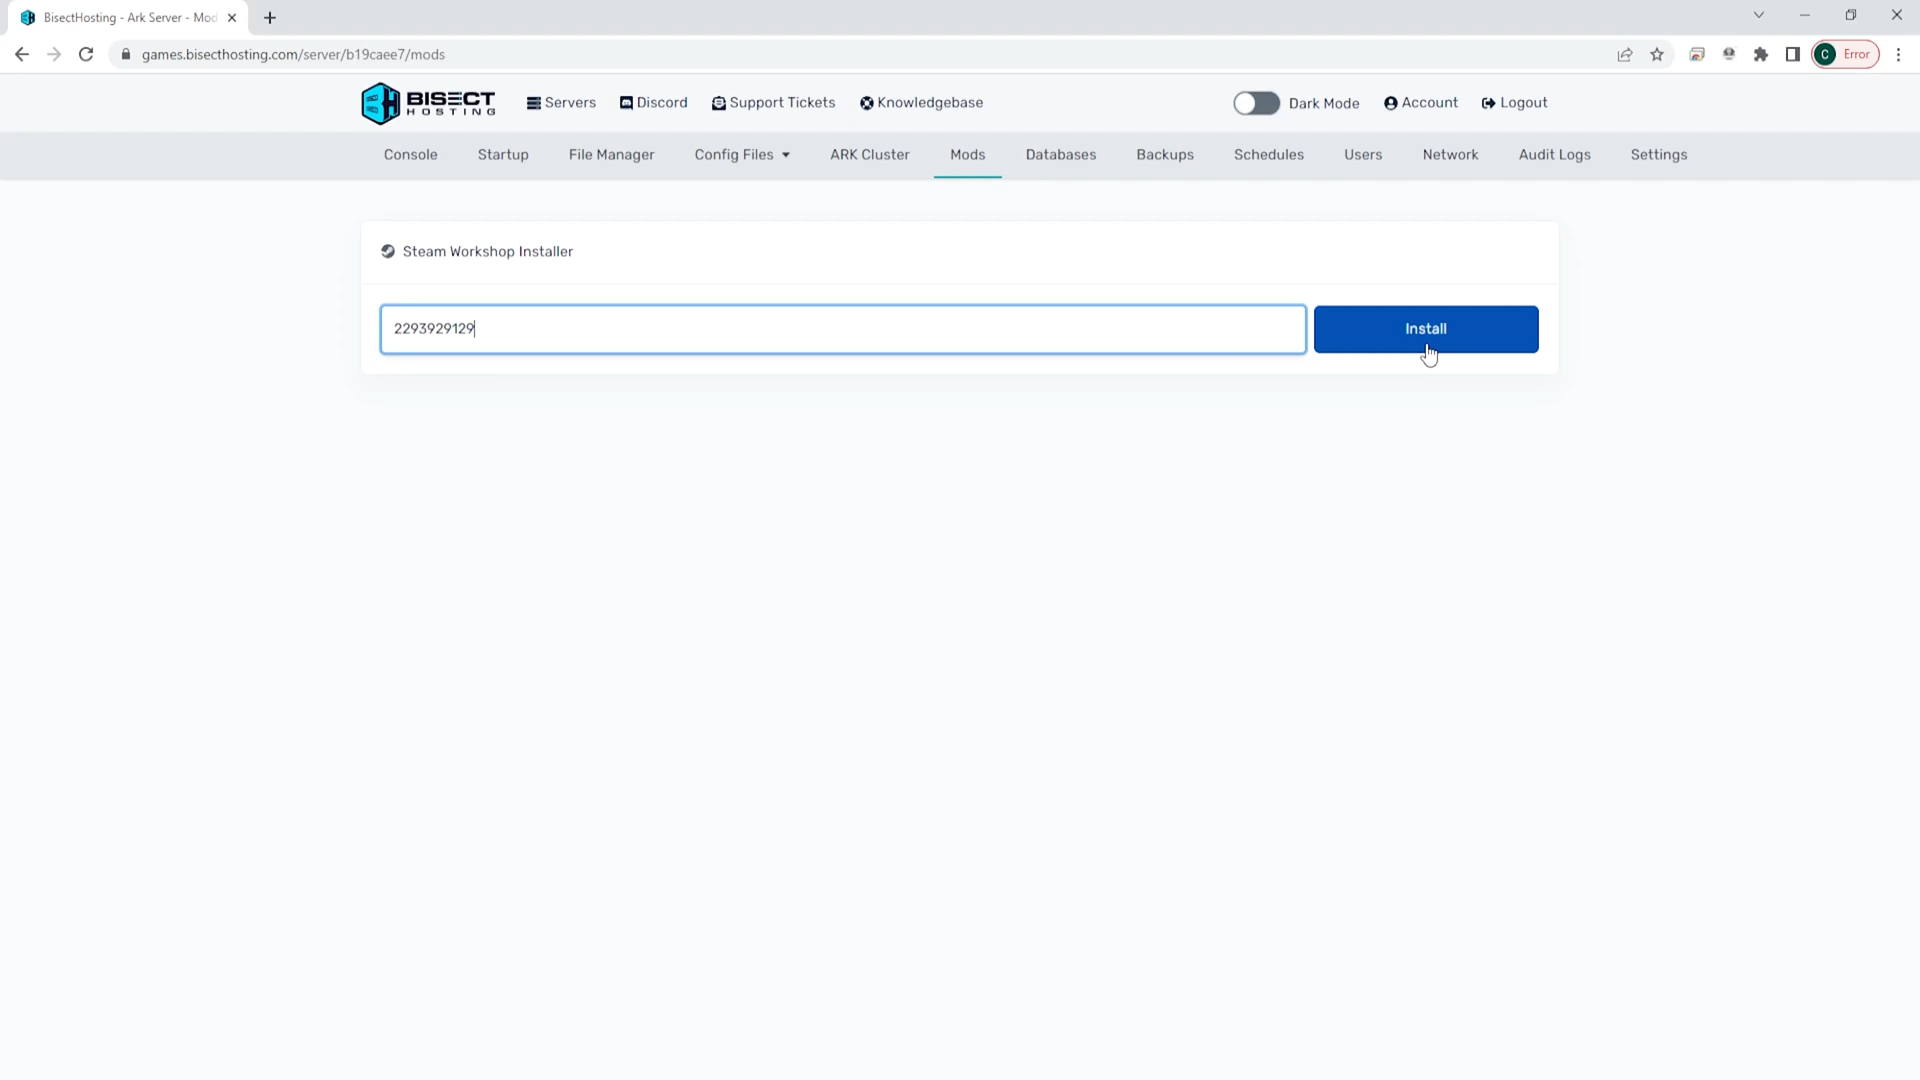 BisectHosting - Ark Server - Mod
games.bisecthosting.com/server/b19caee7/mods
C Error
BISECT HOSTING
Servers
Discord
Support Tickets
Knowledgebase
Dark Mode
Account
Logout
Console
Startup
File Manager
Config Files
ARK Cluster
Mods
Databases
Backups
Schedules
Users
Network
Audit Logs
Settings
Steam Workshop Installer
2293929129
Install